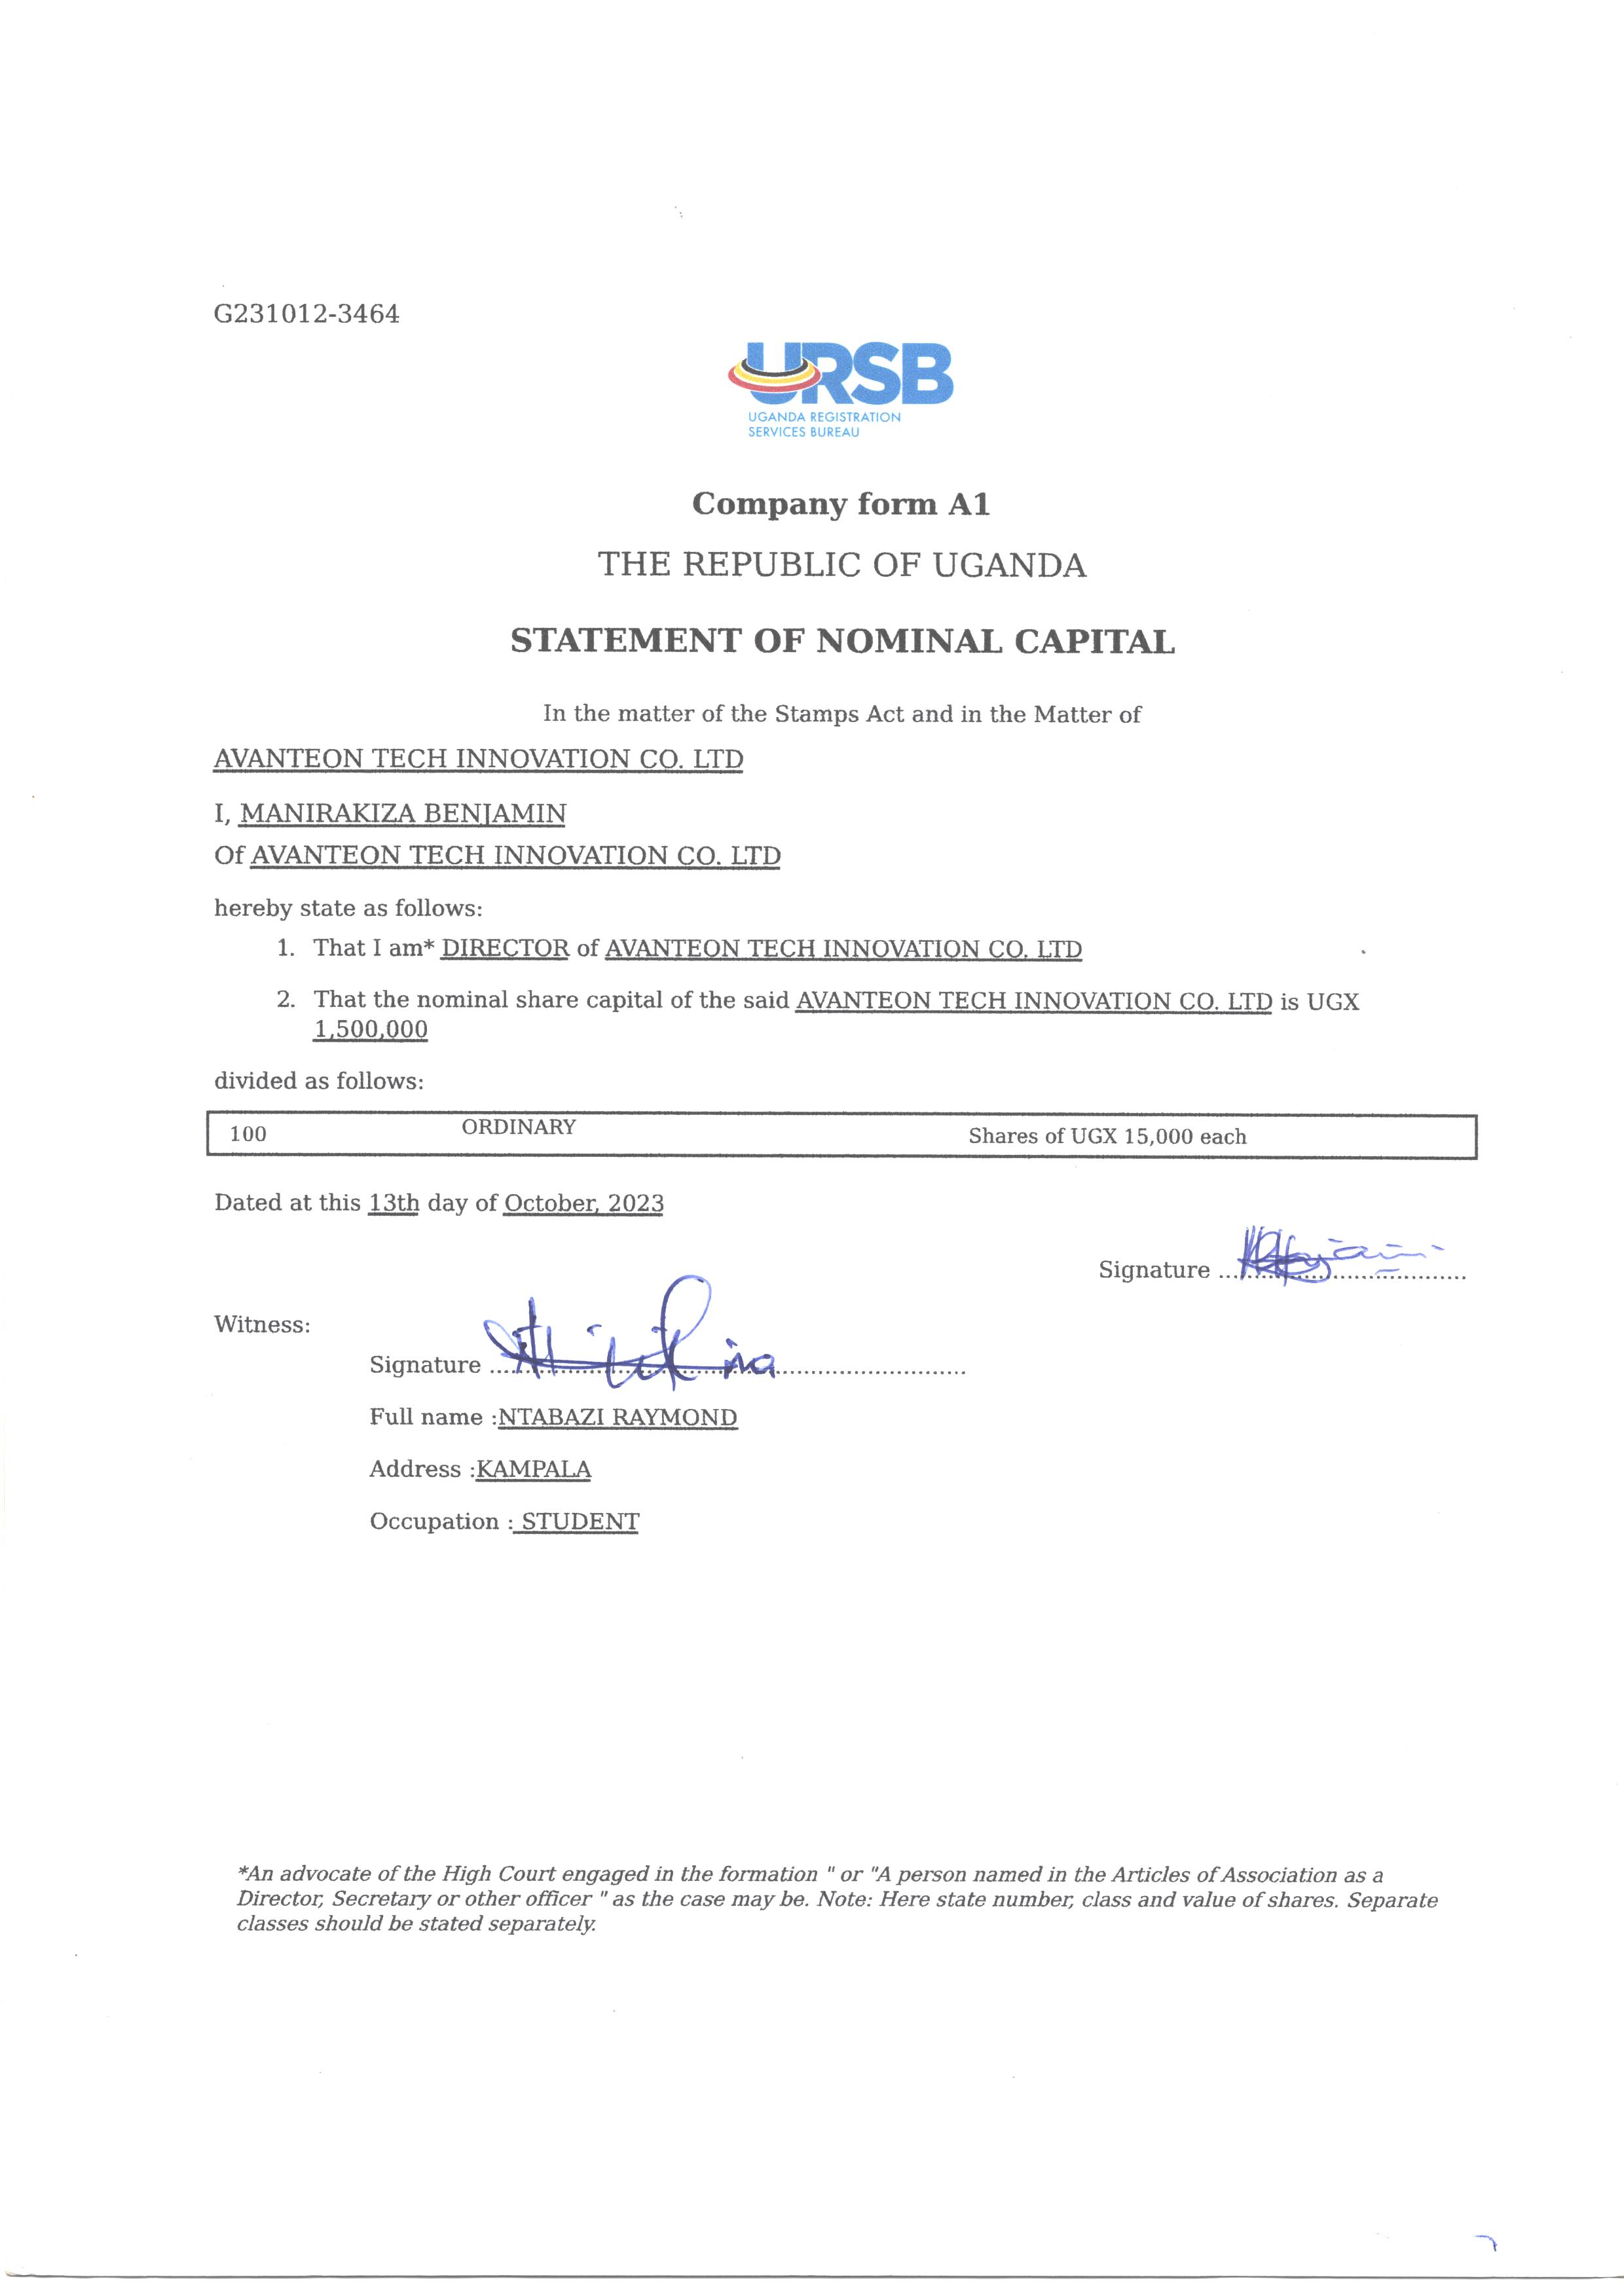 G231012-3464
URSB
UGANDA REGISTRATION
SERVICES BUREAU
Company form A1
THE REPUBLIC OF UGANDA
STATEMENT OF NOMINAL CAPITAL
In the matter of the Stamps Act and in the Matter of
AVANTEON TECH INNOVATION CO. LTD
I, MANIRAKIZA BENJAMIN
Of AVANTEON TECH INNOVATION CO. LTD
hereby state as follows:
1. That I am* DIRECTOR of AVANTEON TECH INNOVATION CO. LTD
2. That the nominal share capital of the said AVANTEON TECH INNOVATION CO. LTD is UGX
1,500,000
divided as follows:
100 ORDINARY Shares of UGX 15,000 each
Dated at this 13th day of October, 2023
Signature ........................................
Witness:
Signature ................................................................................
Full name :NTABAZI RAYMOND
Address :KAMPALA
Occupation : STUDENT
*An advocate of the High Court engaged in the formation " or "A person named in the Articles of Association as a
Director, Secretary or other officer " as the case may be. Note: Here state number, class and value of shares. Separate
classes should be stated separately.